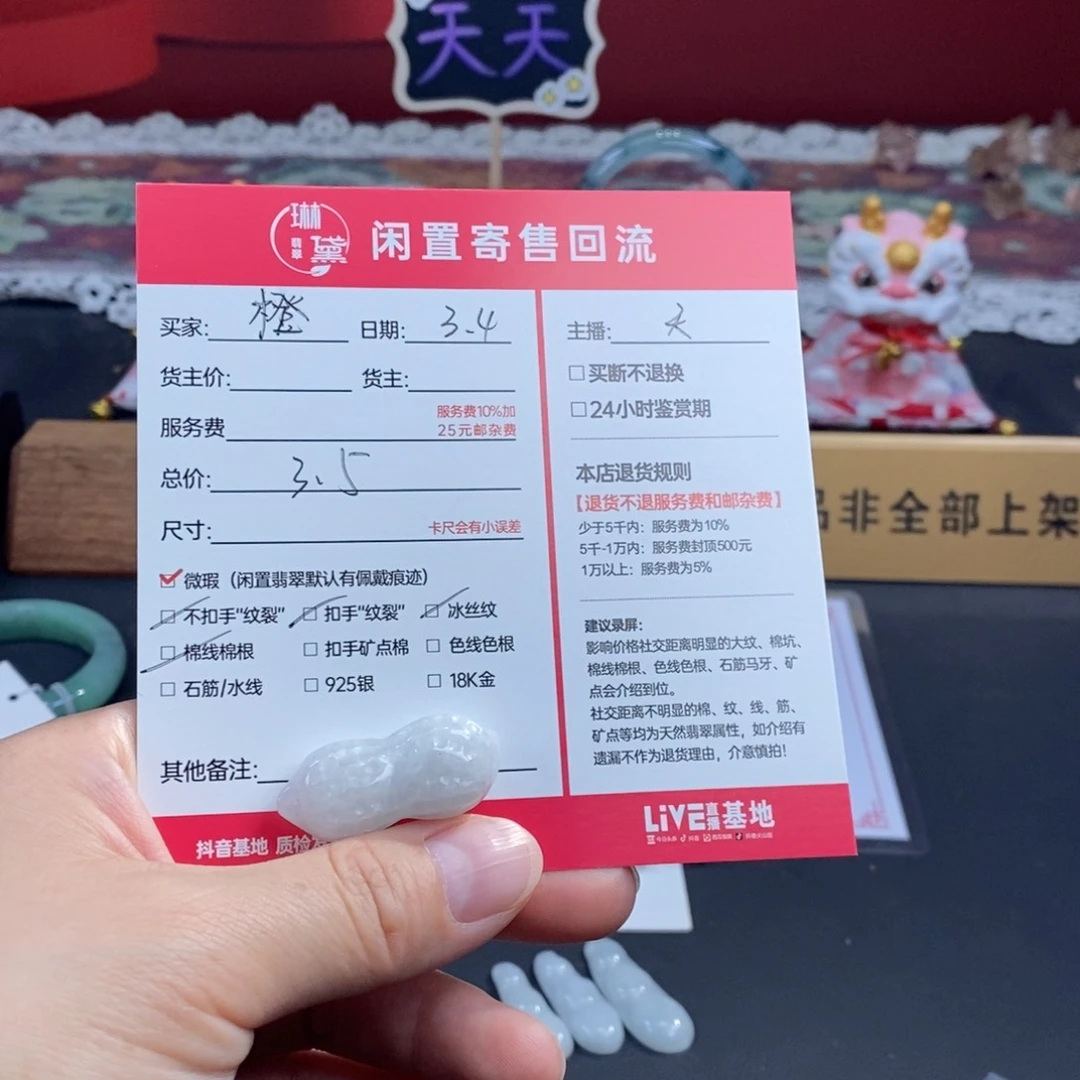 天天
琳黛
翡翠
闲置寄售回流
买家: 橙 日期: 3.4
货主价: 货主:
服务费 服务费10%加
25元邮杂费
总价: 3.5
尺寸: 卡尺会有小误差
☑微瑕（闲置翡翠默认有佩戴痕迹）
□不扣手"纹裂" □扣手"纹裂" □冰丝纹
□棉线棉根 □扣手矿点棉 □色线色根
□石筋/水线 □925银 □18K金
其他备注:
抖音基地 质检
主播: 天
□买断不退换
□24小时鉴赏期
本店退货规则
【退货不退服务费和邮杂费】
少于5千内：服务费为10%
5千-1万内：服务费封顶500元
1万以上：服务费为5%
建议录屏：
影响价格社交距离明显的大纹、棉坑、
棉线棉根、色线色根、石筋马牙、矿
点会介绍到位。
社交距离不明显的棉、纹、线、筋、
矿点等均为天然翡翠属性，如介绍有
遗漏不作为退货理由，介意慎拍！
LiVE直播基地
品非全部上架